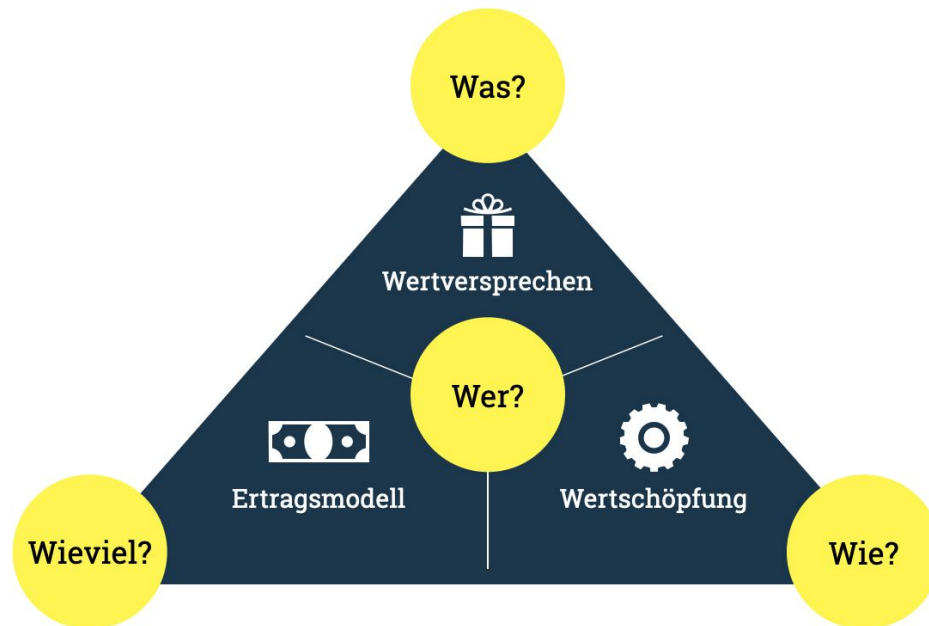 Was?
Wertversprechen
Wer?
Ertragsmodell
Wertschöpfung
Wieviel?
Wie?